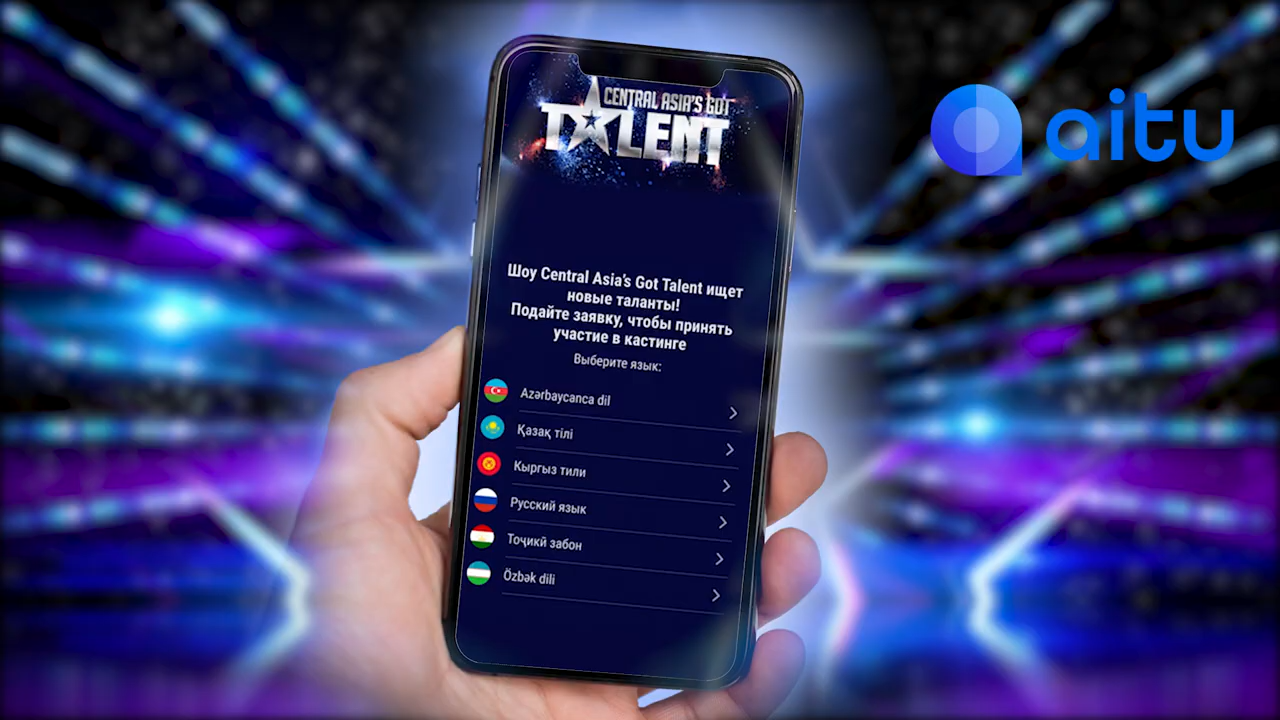 CENTRAL ASIA'S GOT
TALENT
aitu
Шоу Central Asia's Got Talent ищет
новые таланты!
Подайте заявку, чтобы принять
участие в кастинге
Выберите язык:
Azərbaycanca dil
Қазақ тілі
Кыргыз тили
Русский язык
Тоҷикӣ забон
Özbək dili